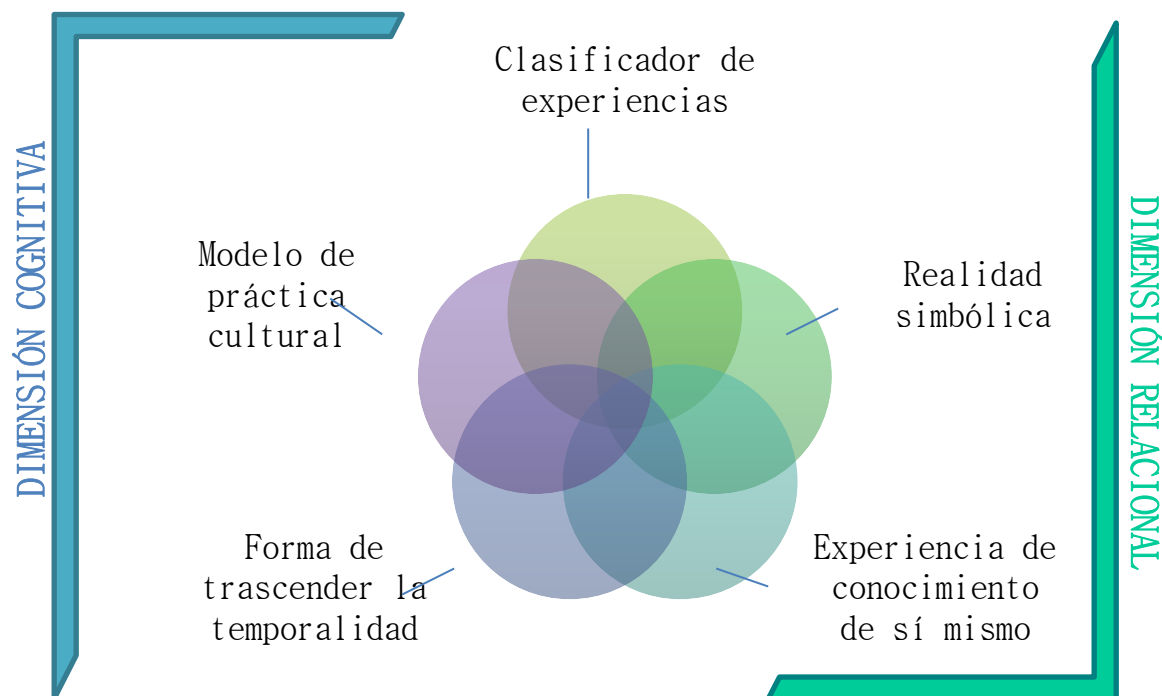 Clasificador de
experiencias
DIMENSIÓN COGNITIVA
Modelo de
práctica
cultural
Realidad
simbólica
DIMENSIÓN RELACIONAL
Forma de
trascender la
temporalidad
Experiencia de
conocimiento
de sí mismo